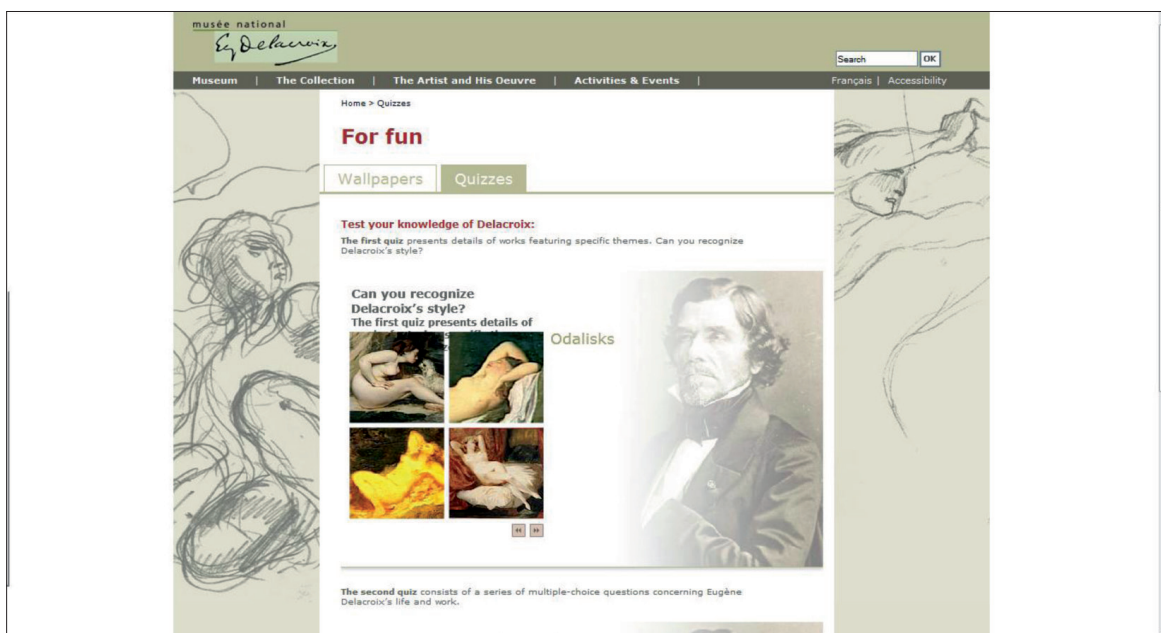 musée national
Eug Delacroix
Search OK
Museum | The Collection | The Artist and His Oeuvre | Activities & Events | Français | Accessibility
Home > Quizzes
For fun
Wallpapers Quizzes
Test your knowledge of Delacroix:
The first quiz presents details of works featuring specific themes. Can you recognize
Delacroix's style?
Can you recognize
Delacroix's style?
The first quiz presents details of
Odalisks
The second quiz consists of a series of multiple-choice questions concerning Eugène
Delacroix's life and work.